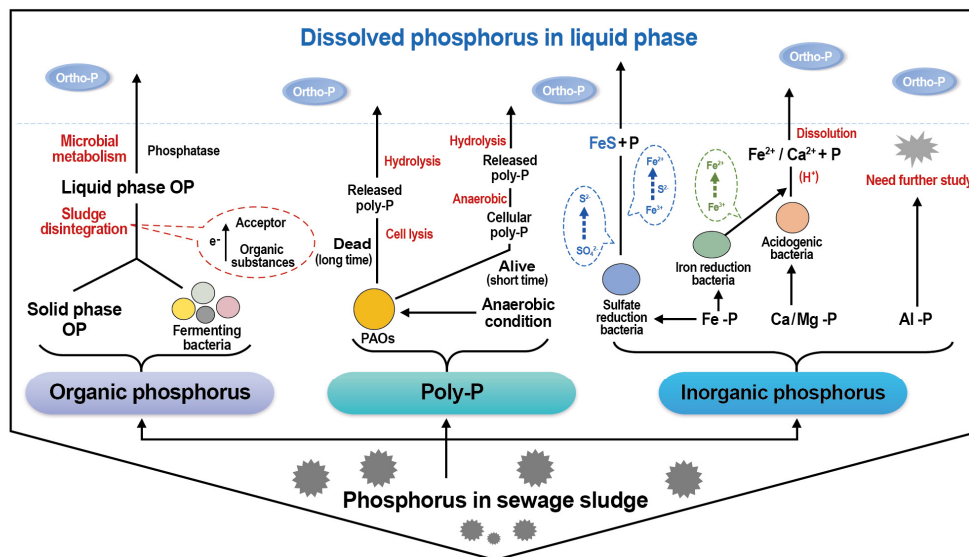 Dissolved phosphorus in liquid phase
Ortho-P
Ortho-P
Ortho-P
Ortho-P
Ortho-P
Microbial
metabolism
Phosphatase
Liquid phase OP
Sludge
disintegration
Acceptor
e-
Organic
substances
Solid phase
OP
Fermenting
bacteria
Organic phosphorus
Hydrolysis
Released
poly-P
Cell lysis
Dead
(long time)
PAOs
Hydrolysis
Released
poly-P
Anaerobic
Cellular
poly-P
Alive
(short time)
Anaerobic
condition
Poly-P
FeS + P
S²⁻
SO₄²⁻
Fe²⁺
S²⁻
Fe³⁺
Sulfate
reduction
bacteria
Fe²⁺
Fe³⁺
Iron reduction
bacteria
Fe -P
Dissolution
Fe²⁺ / Ca²⁺ + P
(H⁺)
Acidogenic
bacteria
Ca/Mg -P
Need further study
Al -P
Inorganic phosphorus
Phosphorus in sewage sludge